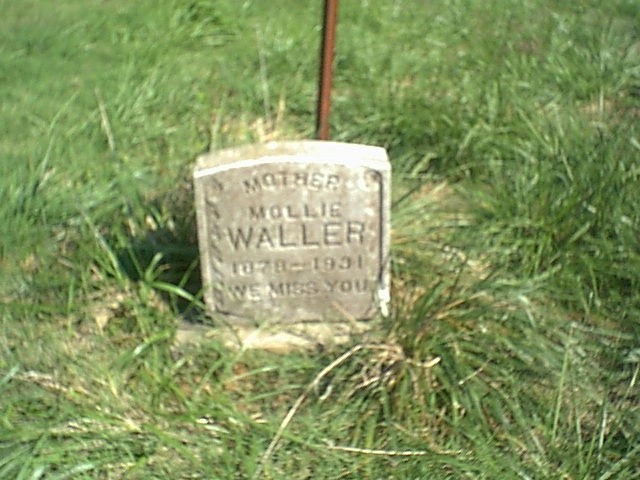 MOTHER
MOLLIE
WALLER
1878-1931
WE MISS YOU